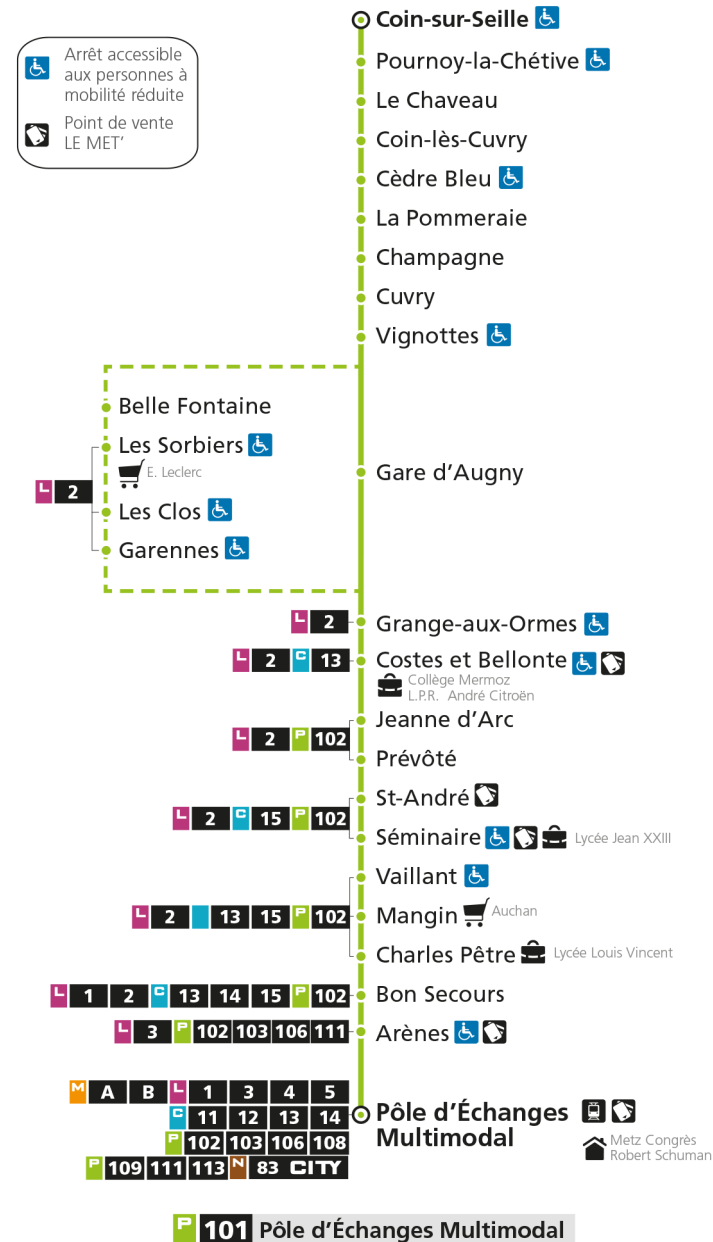 Arrêt accessible
aux personnes à
mobilité réduite
Point de vente
LE MET’
Coin-sur-Seille
Pournoy-la-Chétive
Le Chaveau
Coin-lès-Cuvry
Cèdre Bleu
La Pommeraie
Champagne
Cuvry
Vignottes
Belle Fontaine
Les Sorbiers
E. Leclerc
L 2
Les Clos
Garennes
Gare d’Augny
L 2 Grange-aux-Ormes
L 2 C 13 Costes et Bellonte
Collège Mermoz
L.P.R. André Citroën
Jeanne d’Arc
L 2 P 102
Prévôté
St-André
L 2 C 15 P 102
Séminaire Lycée Jean XXIII
Vaillant
L 2 13 15 P 102 Mangin Auchan
Charles Pêtre Lycée Louis Vincent
L 1 2 C 13 14 15 P 102 Bon Secours
L 3 P 102 103 106 111 Arènes
M A B L 1 3 4 5
C 11 12 13 14
P 102 103 106 108
P 109 111 113 N 83 CITY
Pôle d’Échanges
Multimodal
Metz Congrès
Robert Schuman
P 101 Pôle d’Échanges Multimodal